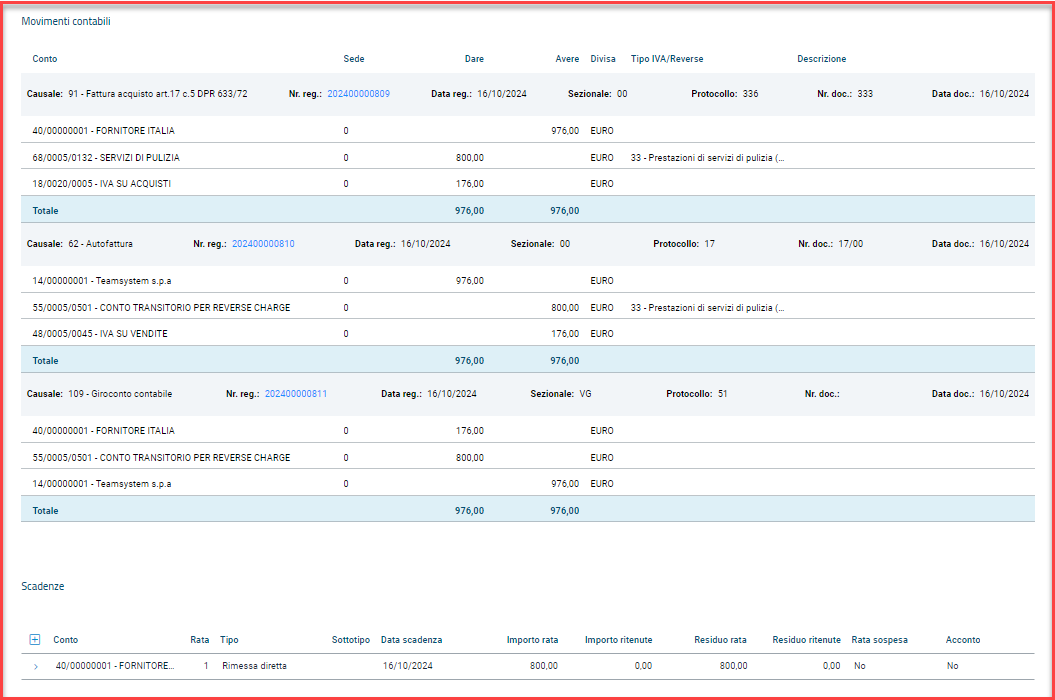 Movimenti contabili
Conto Sede Dare Avere Divisa Tipo IVA/Reverse Descrizione
Causale: 91 - Fattura acquisto art.17 c.5 DPR 633/72 Nr. reg.: 202400000809 Data reg.: 16/10/2024 Sezionale: 00 Protocollo: 336 Nr. doc.: 333 Data doc.: 16/10/2024
40/00000001 - FORNITORE ITALIA 0 976,00 EURO
68/0005/0132 - SERVIZI DI PULIZIA 0 800,00 EURO 33 - Prestazioni di servizi di pulizia (...
18/0020/0005 - IVA SU ACQUISTI 0 176,00 EURO
Totale 976,00 976,00
Causale: 62 - Autofattura Nr. reg.: 202400000810 Data reg.: 16/10/2024 Sezionale: 00 Protocollo: 17 Nr. doc.: 17/00 Data doc.: 16/10/2024
14/00000001 - Teamsystem s.p.a 0 976,00 EURO
55/0005/0501 - CONTO TRANSITORIO PER REVERSE CHARGE 0 800,00 EURO 33 - Prestazioni di servizi di pulizia (...
48/0005/0045 - IVA SU VENDITE 0 176,00 EURO
Totale 976,00 976,00
Causale: 109 - Giroconto contabile Nr. reg.: 202400000811 Data reg.: 16/10/2024 Sezionale: VG Protocollo: 51 Nr. doc.: Data doc.: 16/10/2024
40/00000001 - FORNITORE ITALIA 0 176,00 EURO
55/0005/0501 - CONTO TRANSITORIO PER REVERSE CHARGE 0 800,00 EURO
14/00000001 - Teamsystem s.p.a 0 976,00 EURO
Totale 976,00 976,00
Scadenze
Conto Rata Tipo Sottotipo Data scadenza Importo rata Importo ritenute Residuo rata Residuo ritenute Rata sospesa Acconto
40/00000001 - FORNITORE... 1 Rimessa diretta 16/10/2024 800,00 0,00 800,00 0,00 No No